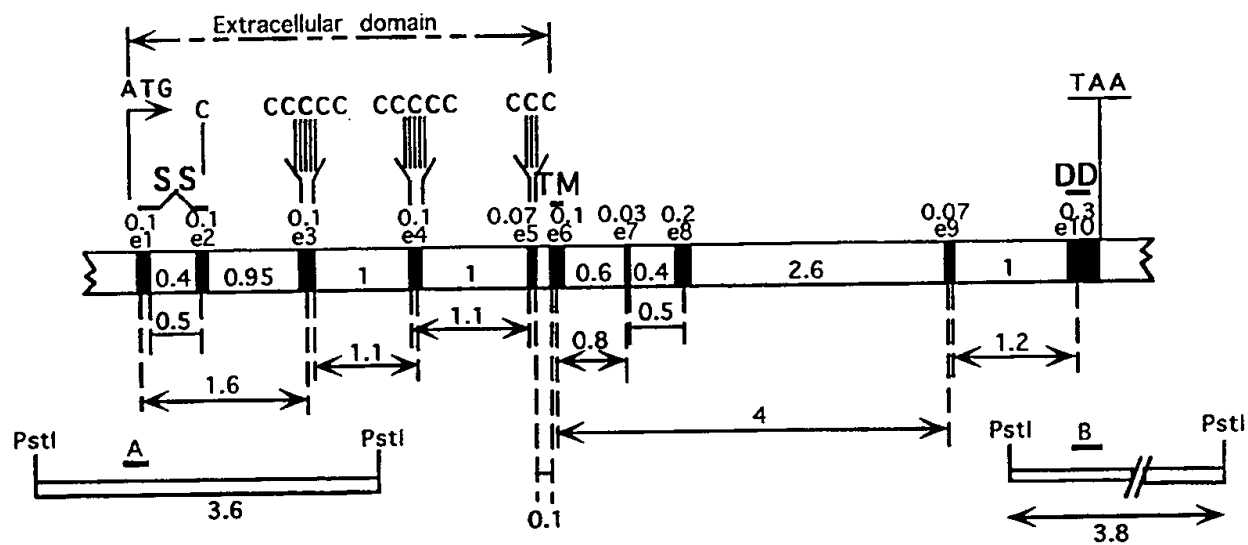 Extracellular domain
ATG
C
CCCCC
CCCCC
CCC
TAA
SS
TM
DD
0.1
0.1
0.1
0.1
0.07
0.1
0.03
0.2
0.07
0.3
e1
e2
e3
e4
e5
e6
e7
e8
e9
e10
0.4
0.95
1
1
0.6
0.4
2.6
1
0.5
1.1
1.1
0.8
0.5
1.2
1.6
4
PstI
A
PstI
PstI
B
PstI
3.6
0.1
3.8